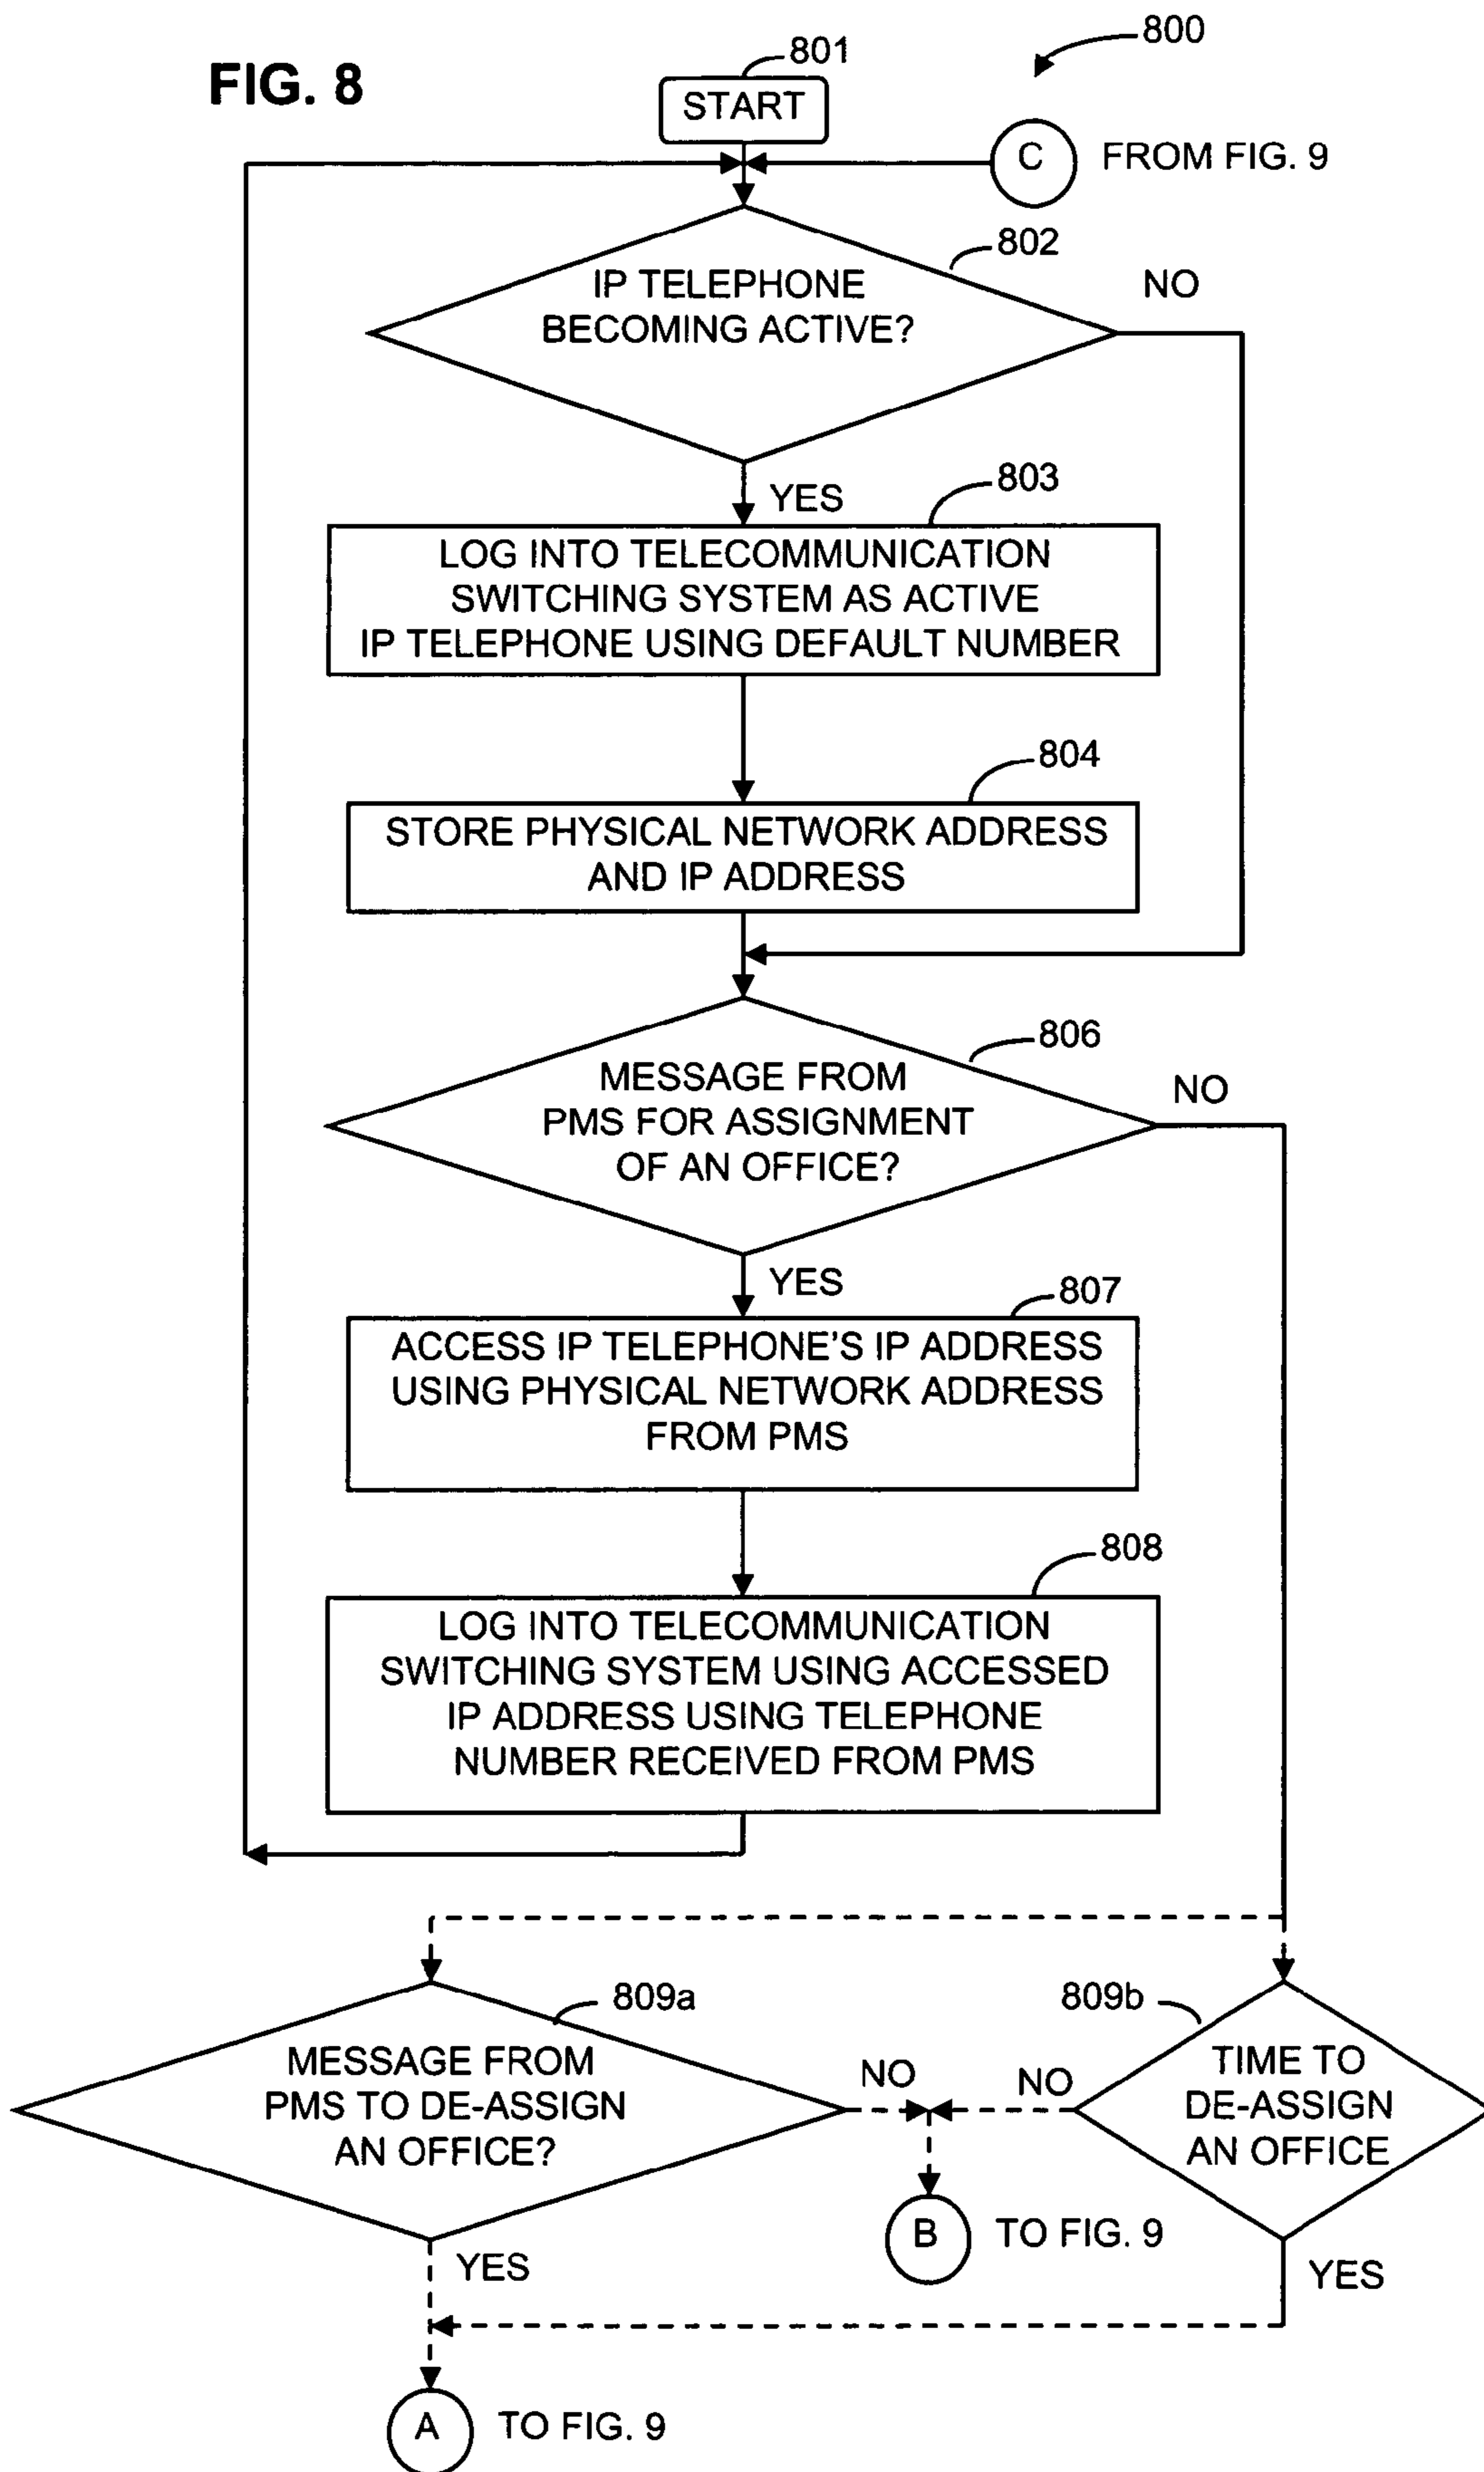 FIG. 8
801
800
START
C
FROM FIG. 9
802
IP TELEPHONE
BECOMING ACTIVE?
NO
YES
803
LOG INTO TELECOMMUNICATION
SWITCHING SYSTEM AS ACTIVE
IP TELEPHONE USING DEFAULT NUMBER
804
STORE PHYSICAL NETWORK ADDRESS
AND IP ADDRESS
806
MESSAGE FROM
PMS FOR ASSIGNMENT
OF AN OFFICE?
NO
YES
807
ACCESS IP TELEPHONE'S IP ADDRESS
USING PHYSICAL NETWORK ADDRESS
FROM PMS
808
LOG INTO TELECOMMUNICATION
SWITCHING SYSTEM USING ACCESSED
IP ADDRESS USING TELEPHONE
NUMBER RECEIVED FROM PMS
809a
MESSAGE FROM
PMS TO DE-ASSIGN
AN OFFICE?
NO
YES
809b
TIME TO
DE-ASSIGN
AN OFFICE
NO
YES
B
TO FIG. 9
A
TO FIG. 9